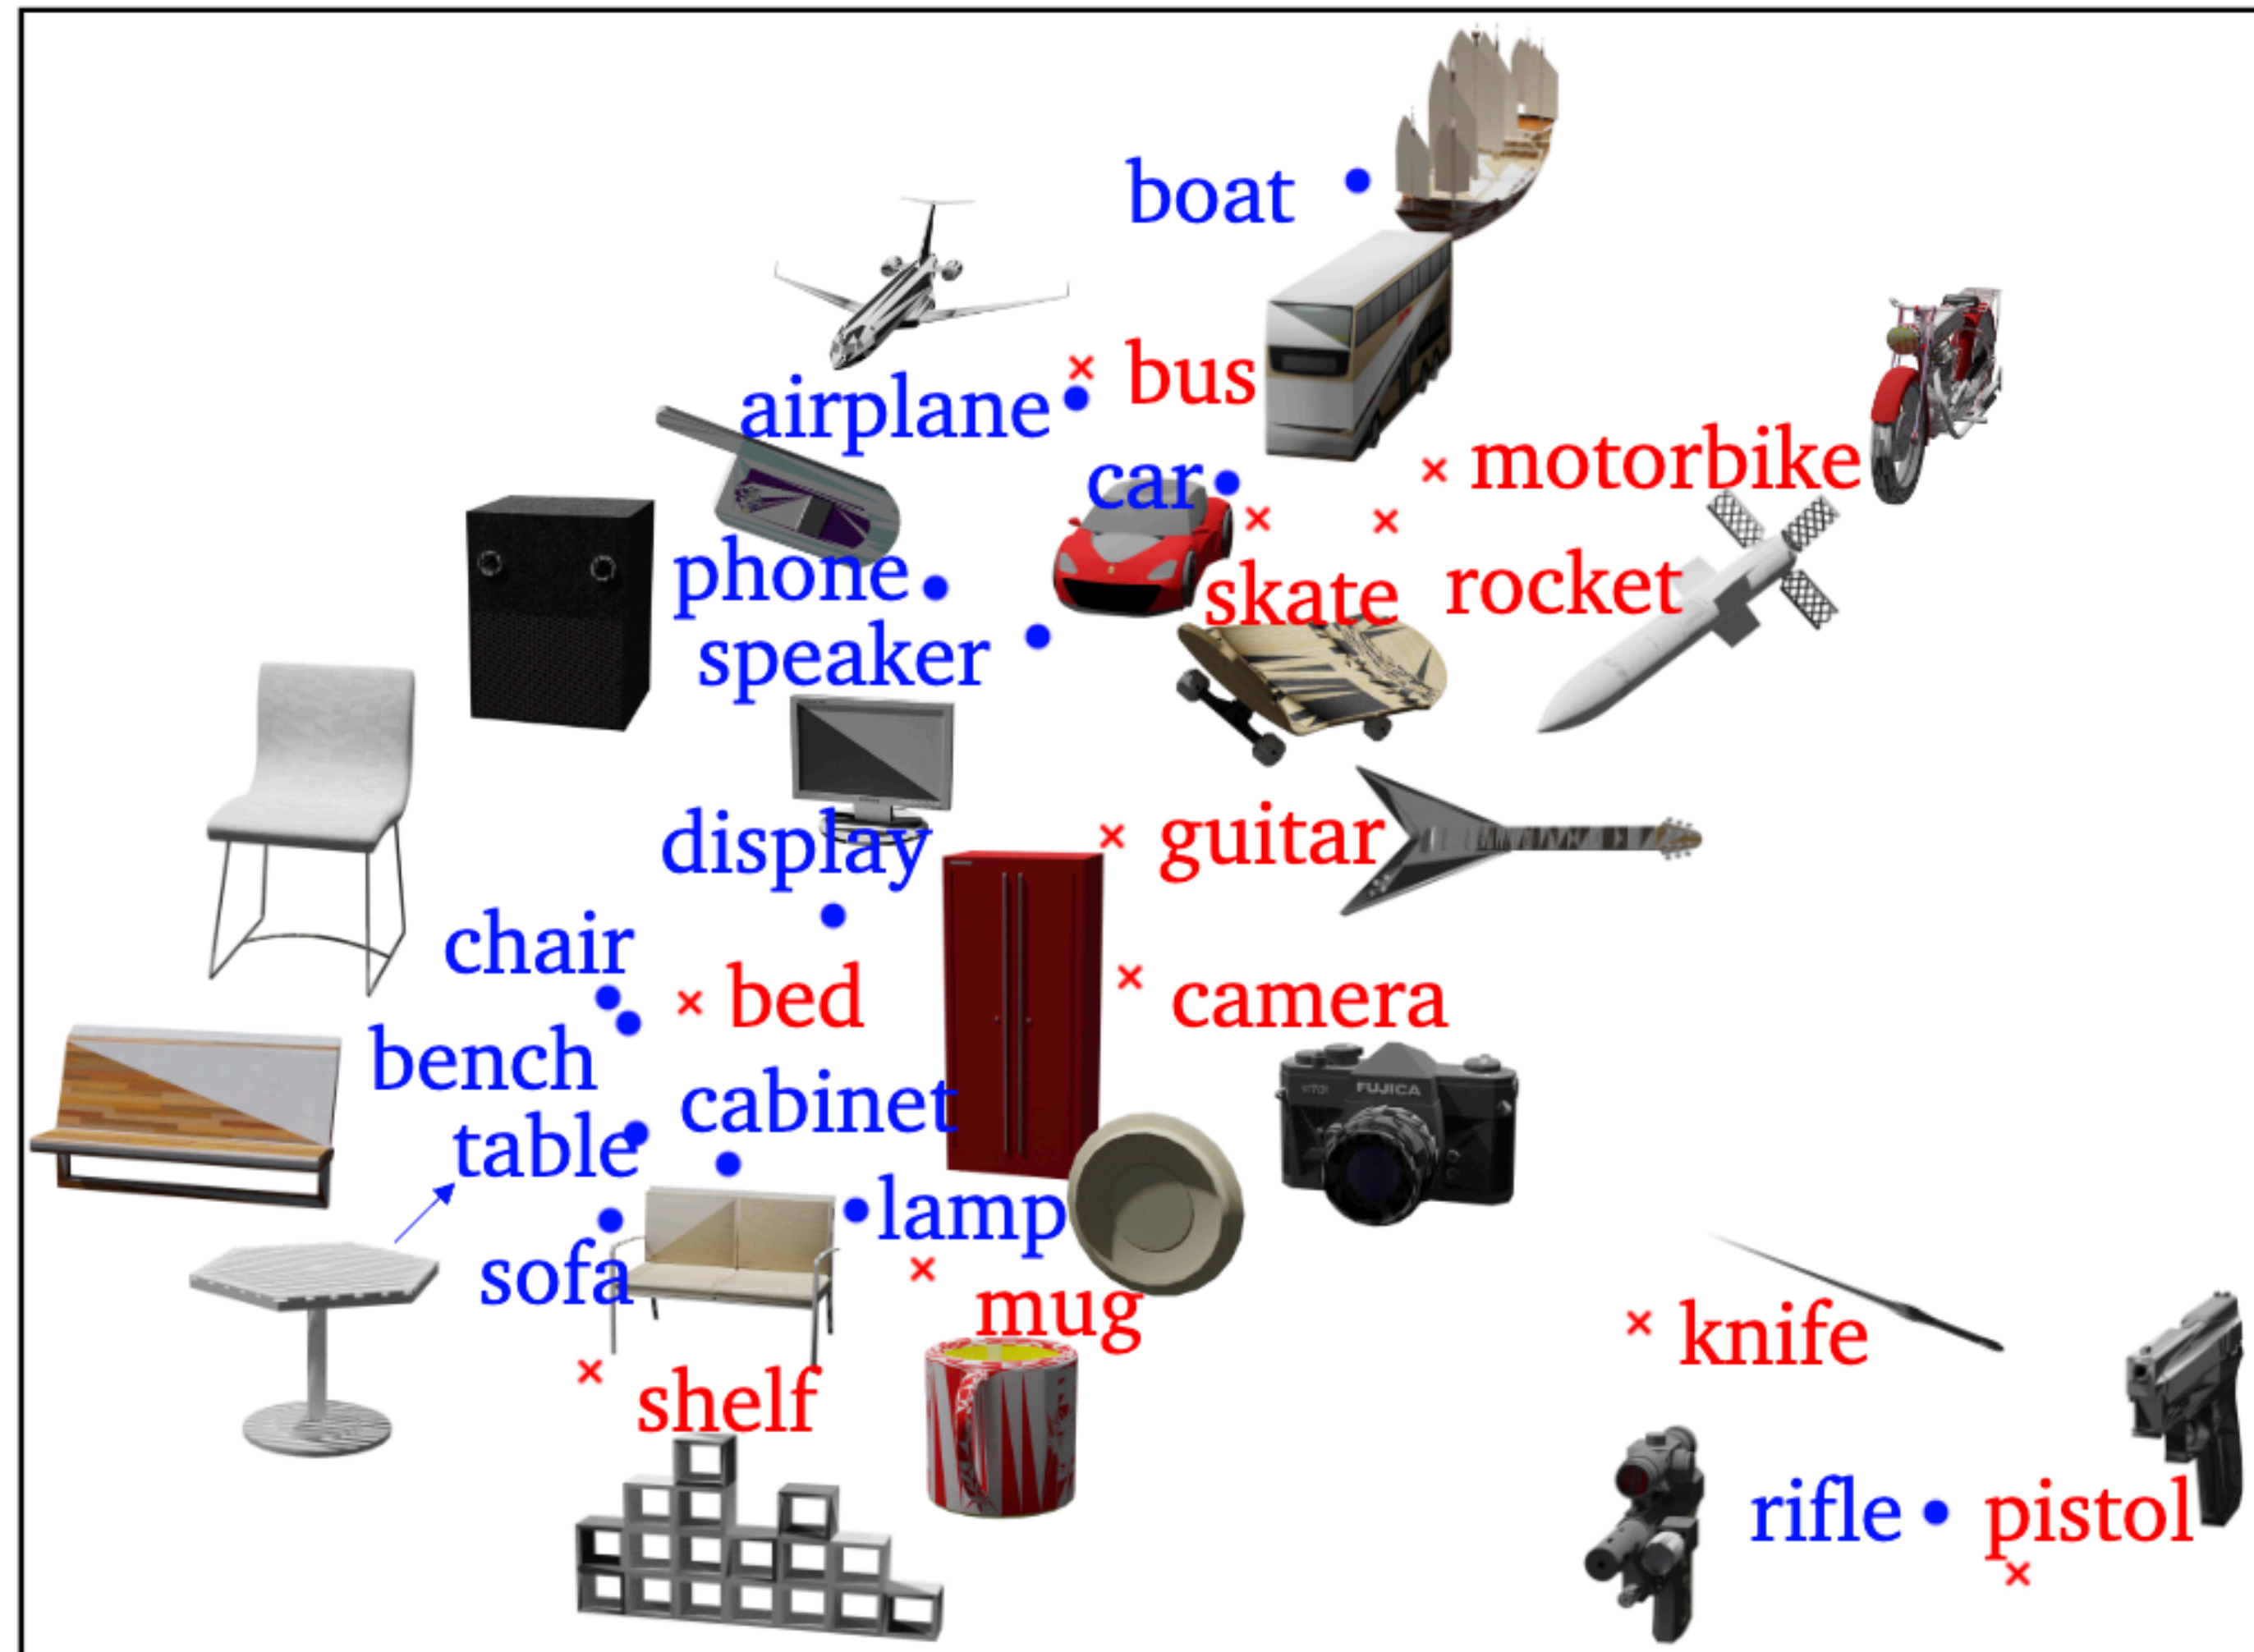 boat
bus
airplane
motorbike
car
phone
skate
rocket
speaker
display
guitar
chair
bed
camera
bench
FUJICA
cabinet
table
lamp
sofa
mug
knife
shelf
rifle
pistol